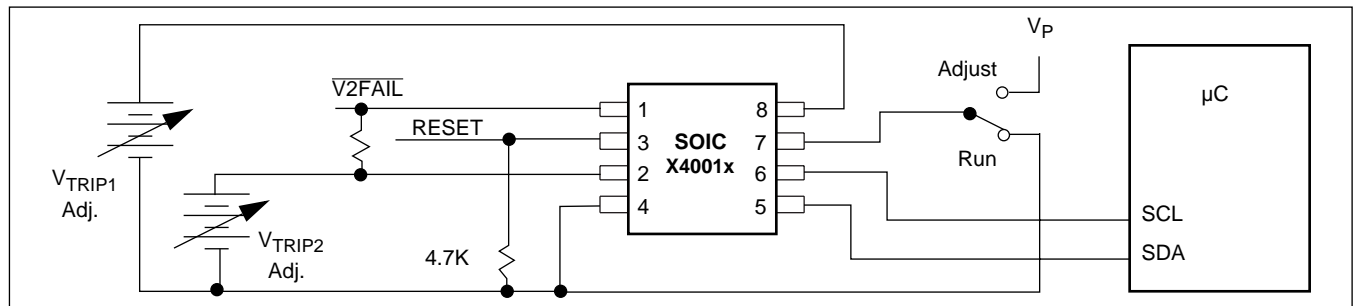 V2FAIL
RESET
V_TRIP1
Adj.
V_TRIP2
Adj.
4.7K
1
3
2
4
SOIC
X4001x
8
7
6
5
V_P
Adjust
Run
µC
SCL
SDA